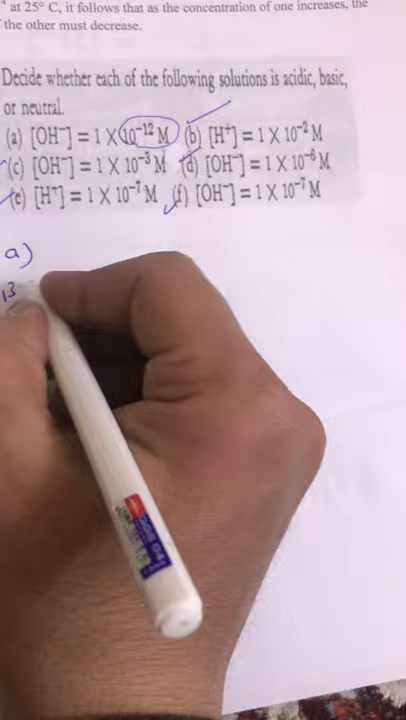 at 25° C, it follows that as the concentration of one increases, the
the other must decrease.
Decide whether each of the following solutions is acidic, basic,
or neutral.
(a) [OH⁻] = 1 X 10⁻¹² M (b) [H⁺] = 1 X 10⁻² M
(c) [OH⁻] = 1 X 10⁻³ M (d) [OH⁻] = 1 X 10⁻⁶ M
(e) [H⁺] = 1 X 10⁻⁷ M (f) [OH⁻] = 1 X 10⁻⁷ M
a)
13